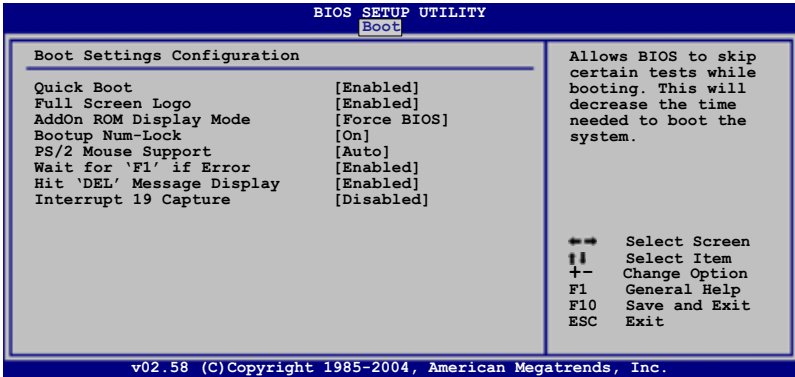 BIOS SETUP UTILITY
Boot
Boot Settings Configuration
Quick Boot [Enabled]
Full Screen Logo [Enabled]
AddOn ROM Display Mode [Force BIOS]
Bootup Num-Lock [On]
PS/2 Mouse Support [Auto]
Wait for ‘F1’ if Error [Enabled]
Hit ‘DEL’ Message Display [Enabled]
Interrupt 19 Capture [Disabled]
Allows BIOS to skip
certain tests while
booting. This will
decrease the time
needed to boot the
system.
←→ Select Screen
↑↓ Select Item
+- Change Option
F1 General Help
F10 Save and Exit
ESC Exit
v02.58 (C)Copyright 1985-2004, American Megatrends, Inc.